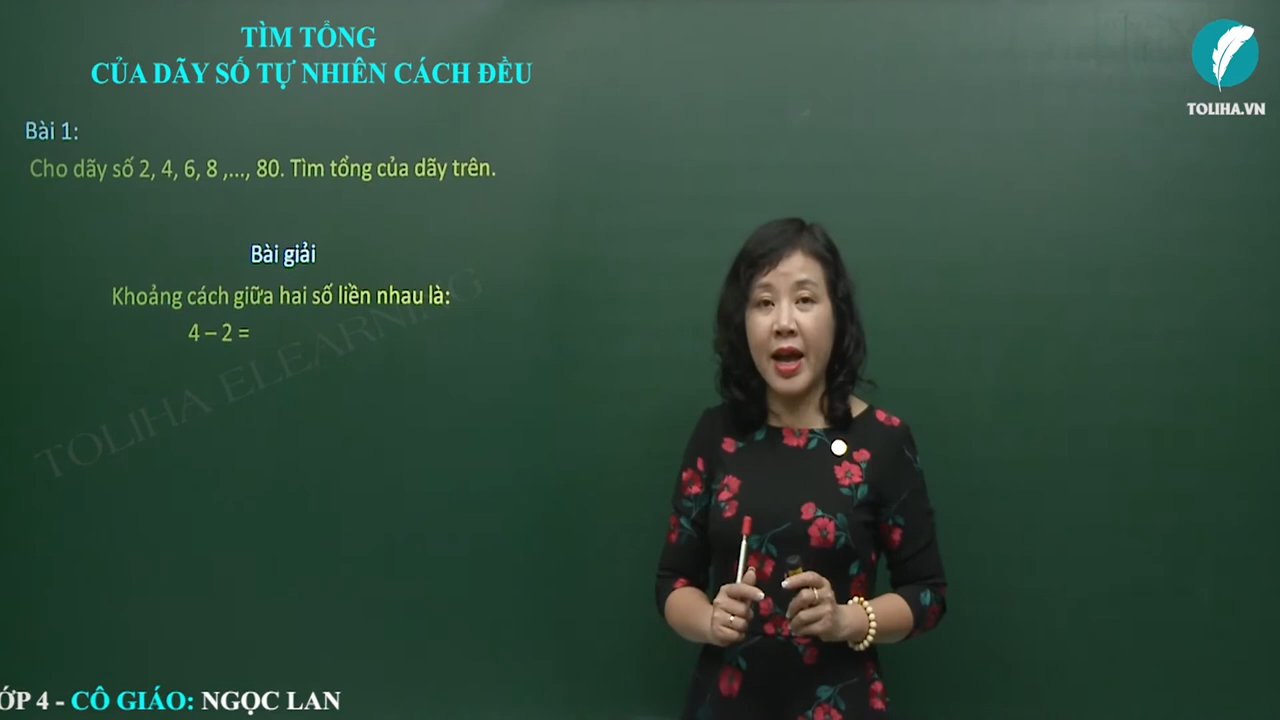 TÌM TỔNG
CỦA DÃY SỐ TỰ NHIÊN CÁCH ĐỀU
TOLIHA.VN
Bài 1:
Cho dãy số 2, 4, 6, 8 ,..., 80. Tìm tổng của dãy trên.
Bài giải
Khoảng cách giữa hai số liền nhau là:
4 – 2 =
TOLIHA ELEARNING
ỚP 4 - CÔ GIÁO: NGỌC LAN